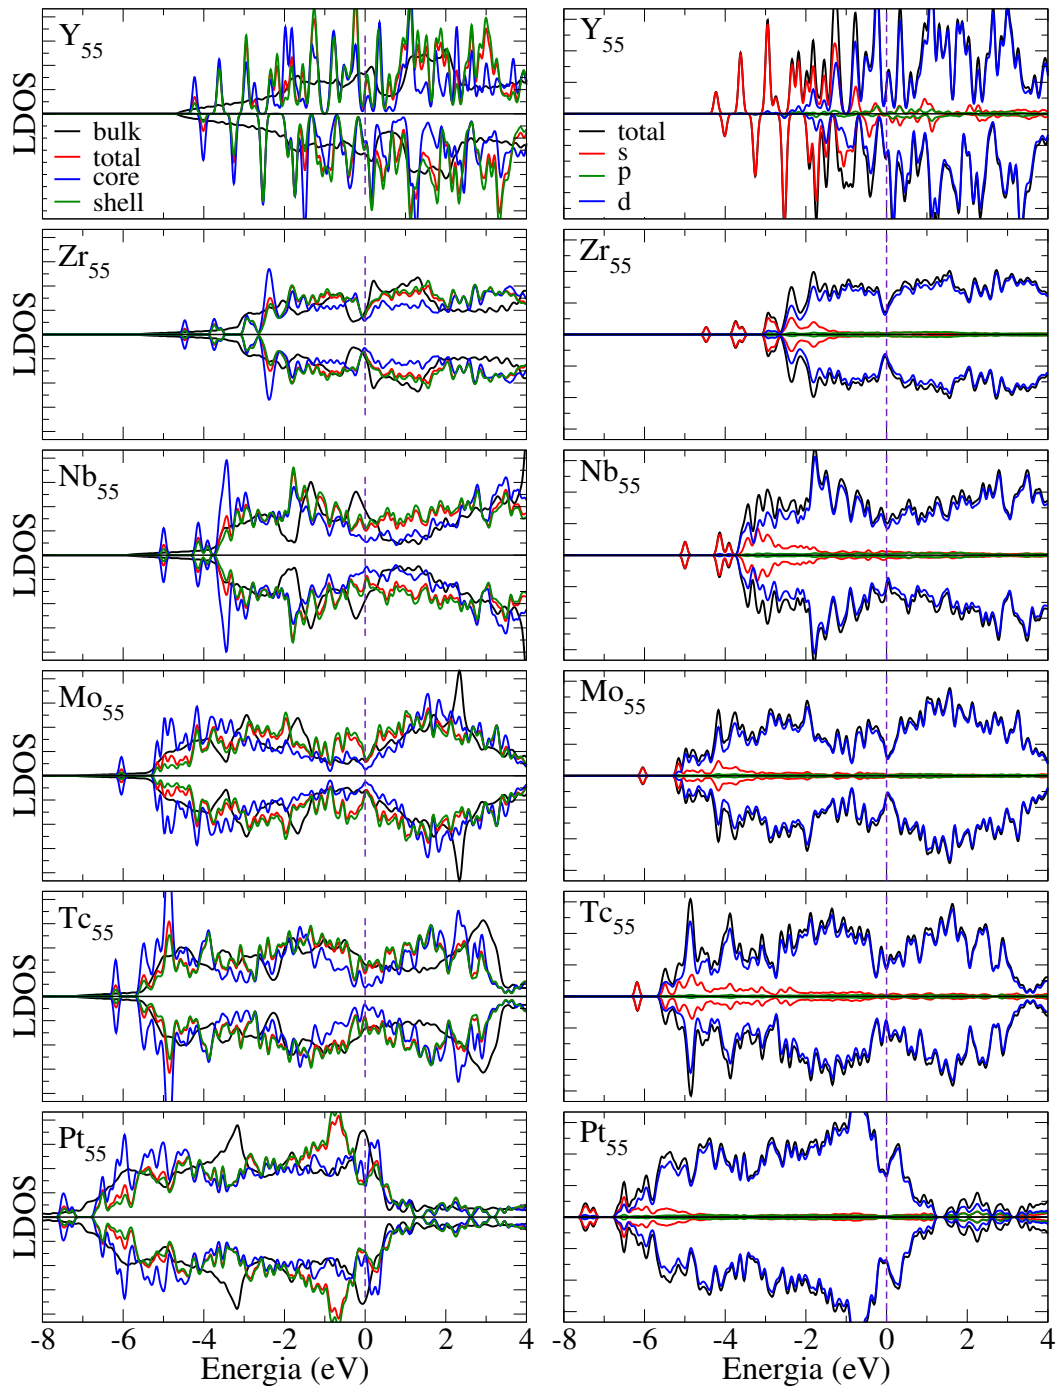 Y55
LDOS
bulk
total
core
shell
Y55
total
s
p
d
Zr55
LDOS
Zr55
Nb55
LDOS
Nb55
Mo55
LDOS
Mo55
Tc55
LDOS
Tc55
Pt55
LDOS
Pt55
-8 -6 -4 -2 0 2 4
Energia (eV)
-6 -4 -2 0 2 4
Energia (eV)